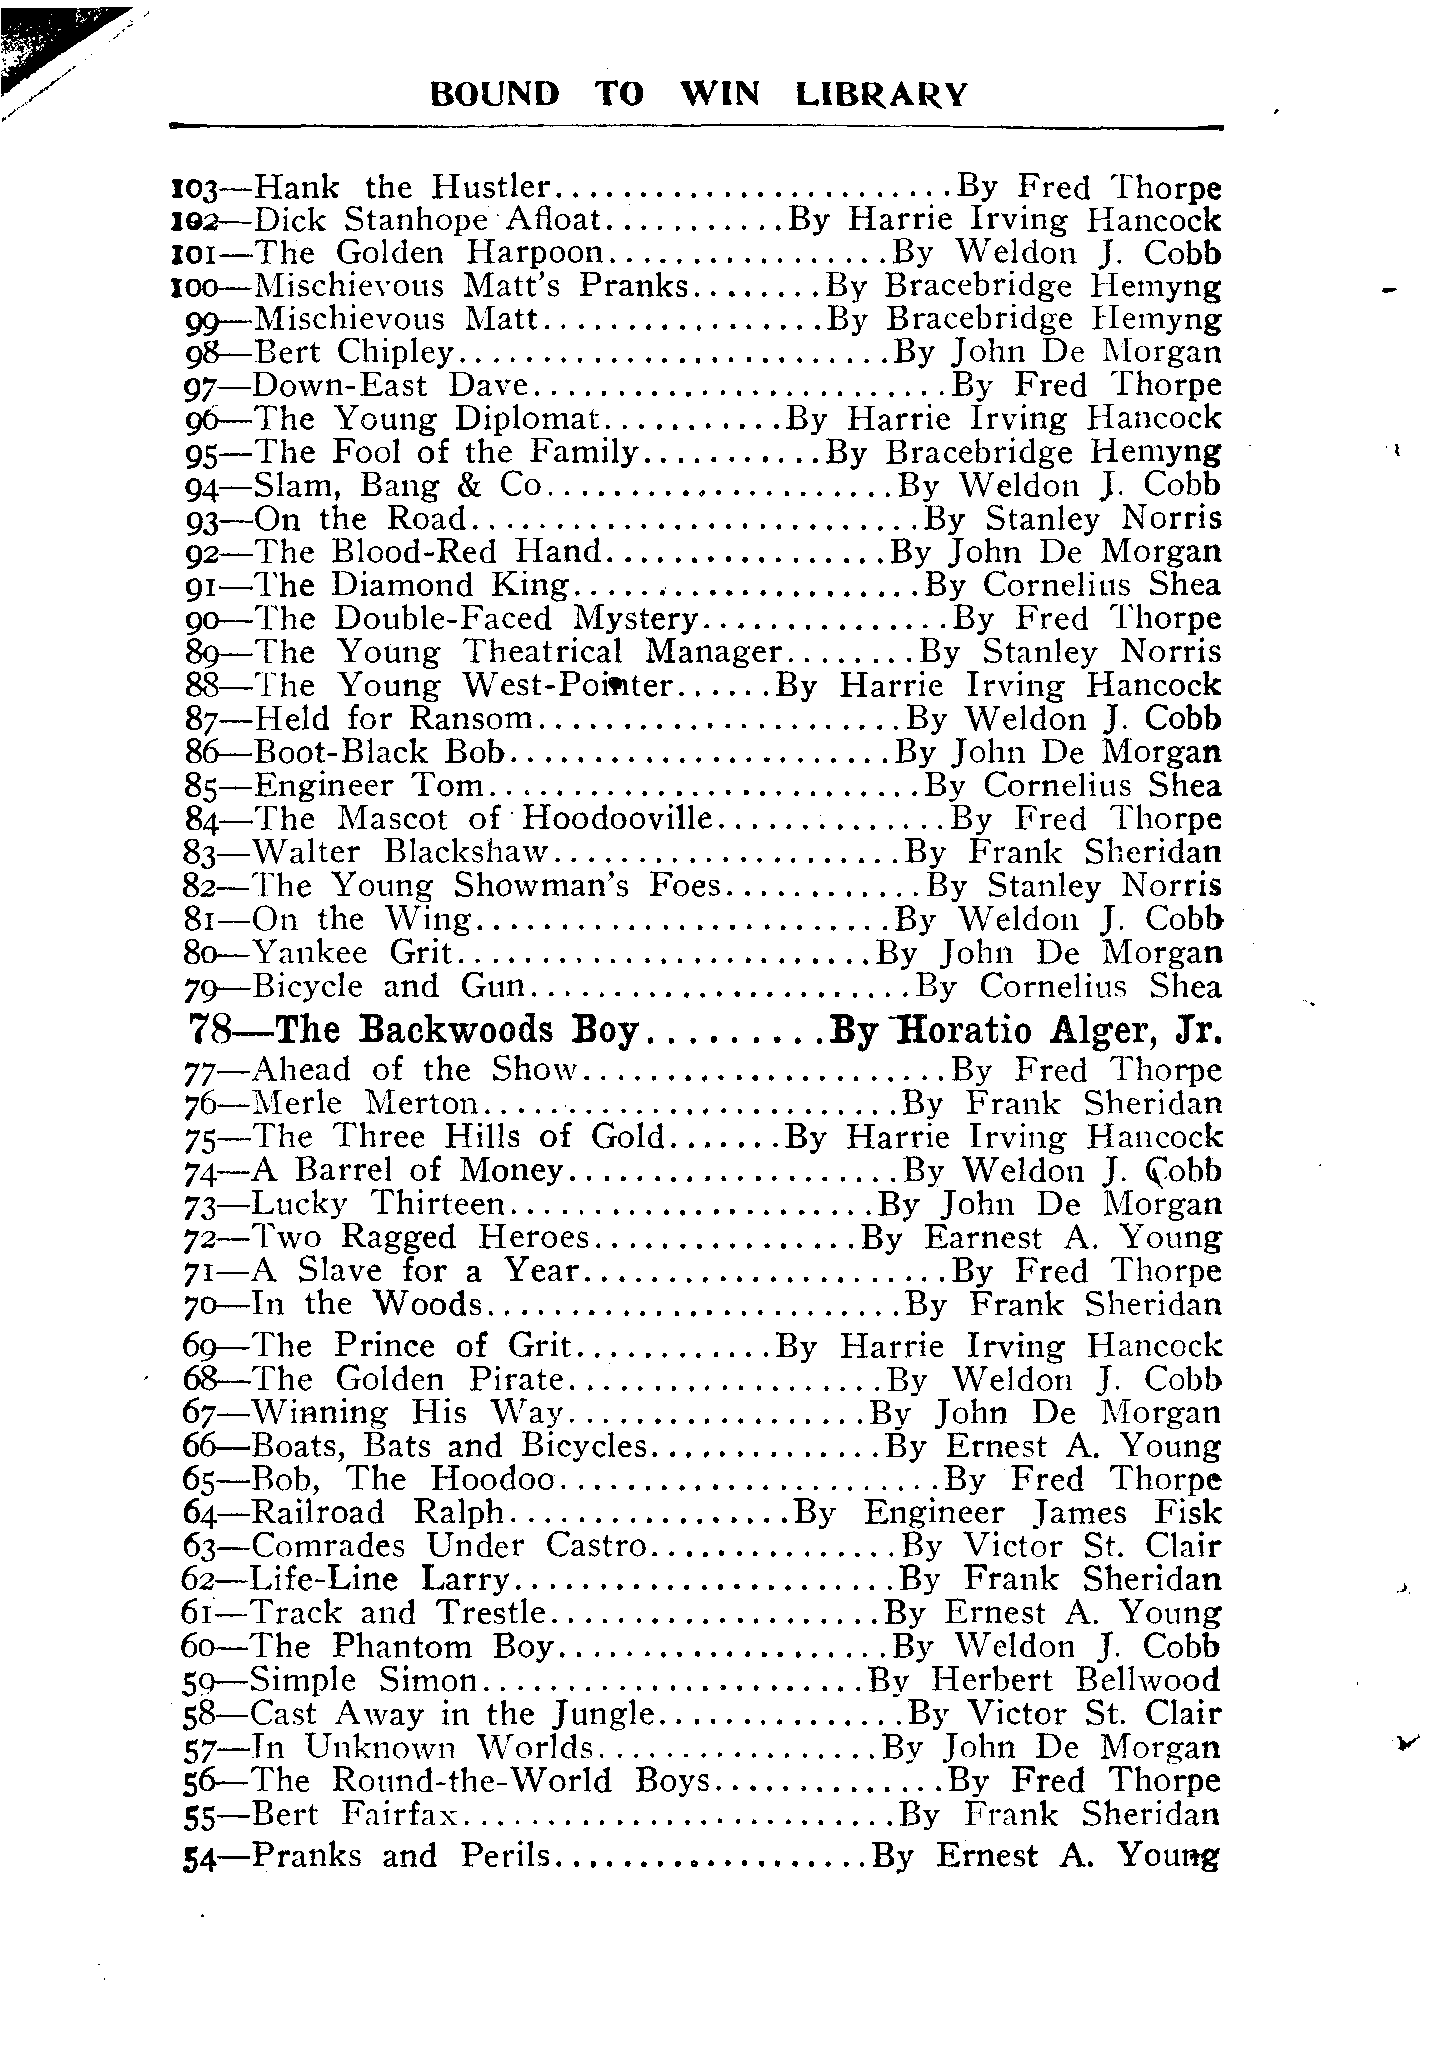 BOUND TO WIN LIBRARY
103—Hank the Hustler........................By Fred Thorpe
102—Dick Stanhope Afloat...........By Harrie Irving Hancock
101—The Golden Harpoon.................By Weldon J. Cobb
100—Mischievous Matt's Pranks........By Bracebridge Hemyng
99—Mischievous Matt.................By Bracebridge Hemyng
98—Bert Chipley..........................By John De Morgan
97—Down-East Dave.........................By Fred Thorpe
96—The Young Diplomat...........By Harrie Irving Hancock
95—The Fool of the Family...........By Bracebridge Hemyng
94—Slam, Bang & Co.....................By Weldon J. Cobb
93—On the Road...........................By Stanley Norris
92—The Blood-Red Hand.................By John De Morgan
91—The Diamond King.....................By Cornelius Shea
90—The Double-Faced Mystery...............By Fred Thorpe
89—The Young Theatrical Manager........By Stanley Norris
88—The Young West-Pointer......By Harrie Irving Hancock
87—Held for Ransom......................By Weldon J. Cobb
86—Boot-Black Bob.......................By John De Morgan
85—Engineer Tom..........................By Cornelius Shea
84—The Mascot of Hoodooville..............By Fred Thorpe
83—Walter Blackshaw.....................By Frank Sheridan
82—The Young Showman's Foes............By Stanley Norris
81—On the Wing.........................By Weldon J. Cobb
80—Yankee Grit.........................By John De Morgan
79—Bicycle and Gun.......................By Cornelius Shea
78—The Backwoods Boy.........By Horatio Alger, Jr.
77—Ahead of the Show......................By Fred Thorpe
76—Merle Merton.........................By Frank Sheridan
75—The Three Hills of Gold.......By Harrie Irving Hancock
74—A Barrel of Money....................By Weldon J. Cobb
73—Lucky Thirteen......................By John De Morgan
72—Two Ragged Heroes................By Earnest A. Young
71—A Slave for a Year......................By Fred Thorpe
70—In the Woods.........................By Frank Sheridan
69—The Prince of Grit............By Harrie Irving Hancock
68—The Golden Pirate...................By Weldon J. Cobb
67—Winning His Way..................By John De Morgan
66—Boats, Bats and Bicycles..............By Ernest A. Young
65—Bob, The Hoodoo.......................By Fred Thorpe
64—Railroad Ralph.................By Engineer James Fisk
63—Comrades Under Castro...............By Victor St. Clair
62—Life-Line Larry.......................By Frank Sheridan
61—Track and Trestle....................By Ernest A. Young
60—The Phantom Boy....................By Weldon J. Cobb
59—Simple Simon.......................By Herbert Bellwood
58—Cast Away in the Jungle...............By Victor St. Clair
57—In Unknown Worlds.................By John De Morgan
56—The Round-the-World Boys..............By Fred Thorpe
55—Bert Fairfax..........................By Frank Sheridan
54—Pranks and Perils...................By Ernest A. Young